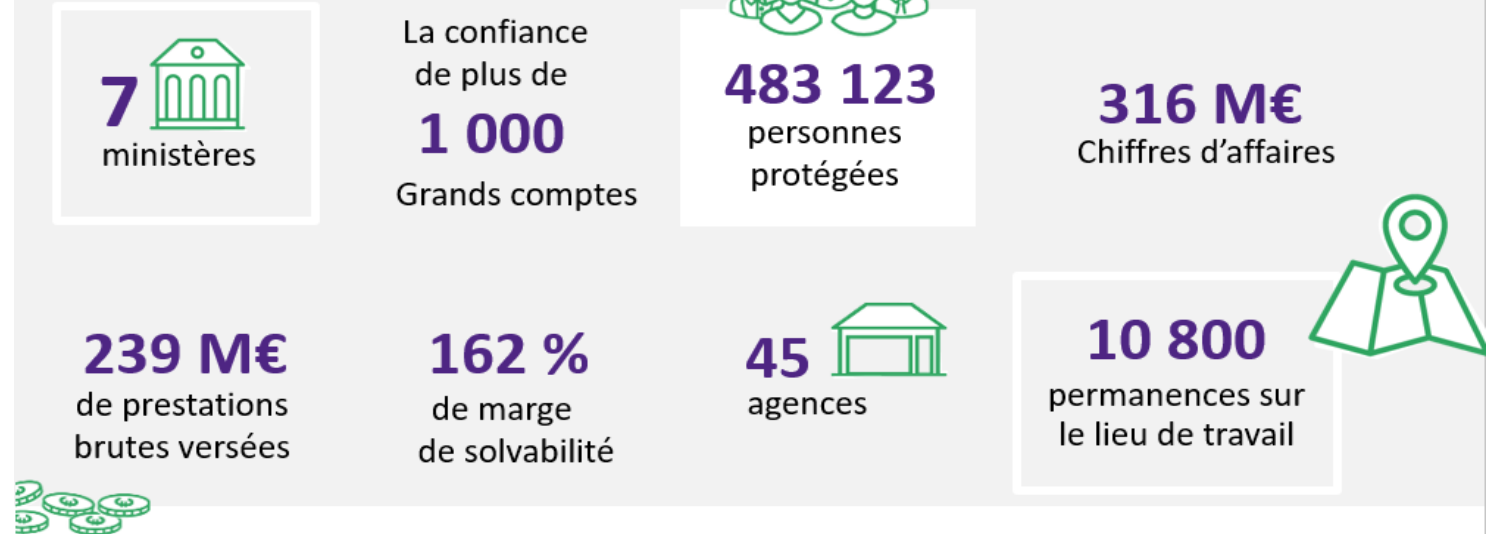 7
ministères
La confiance
de plus de
1 000
Grands comptes
483 123
personnes
protégées
316 M€
Chiffres d’affaires
239 M€
de prestations
brutes versées
162 %
de marge
de solvabilité
45
agences
10 800
permanences sur
le lieu de travail